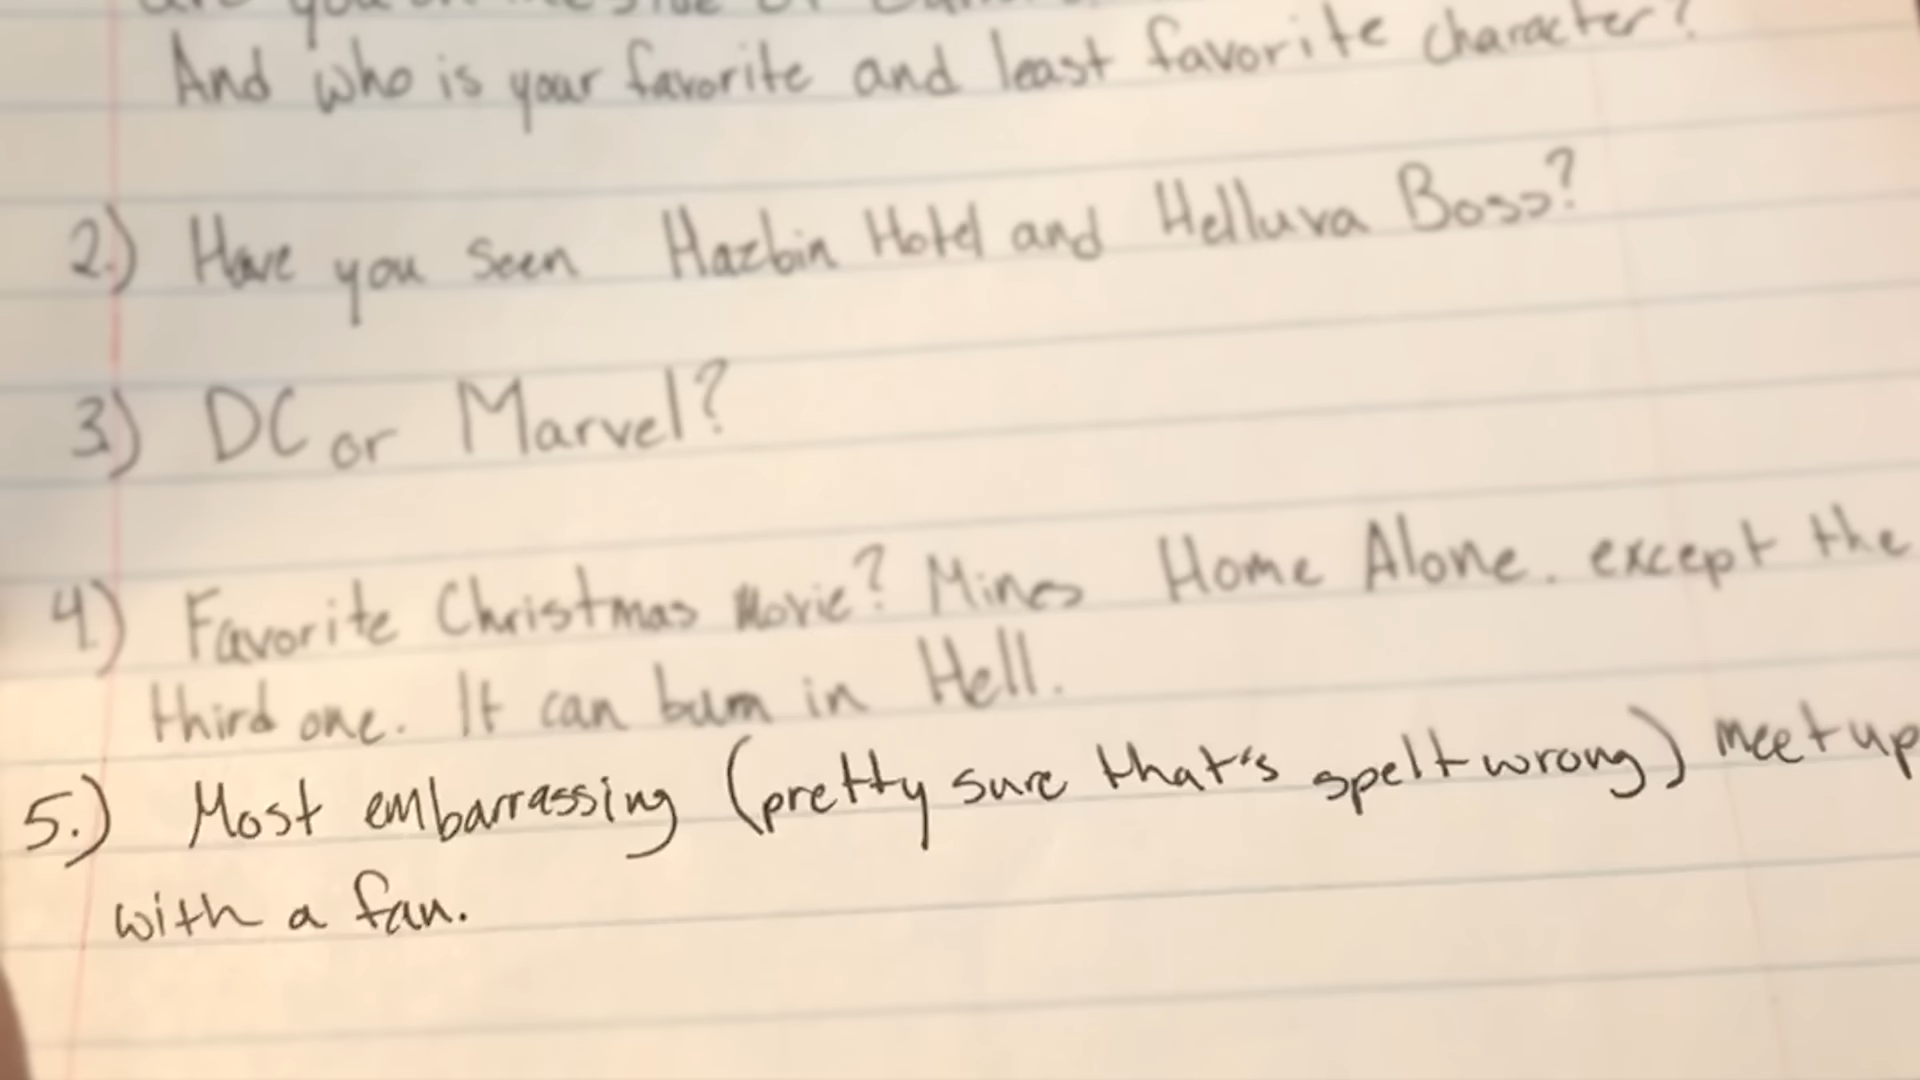 And who is your favorite and least favorite character?
2.) Have you seen Hazbin Hotel and Helluva Boss?
3.) DC or Marvel?
4.) Favorite Christmas Movie? Mines Home Alone. except the
third one. It can burn in Hell.
5.) Most embarrassing (pretty sure that's spelt wrong) meet up
with a fan.